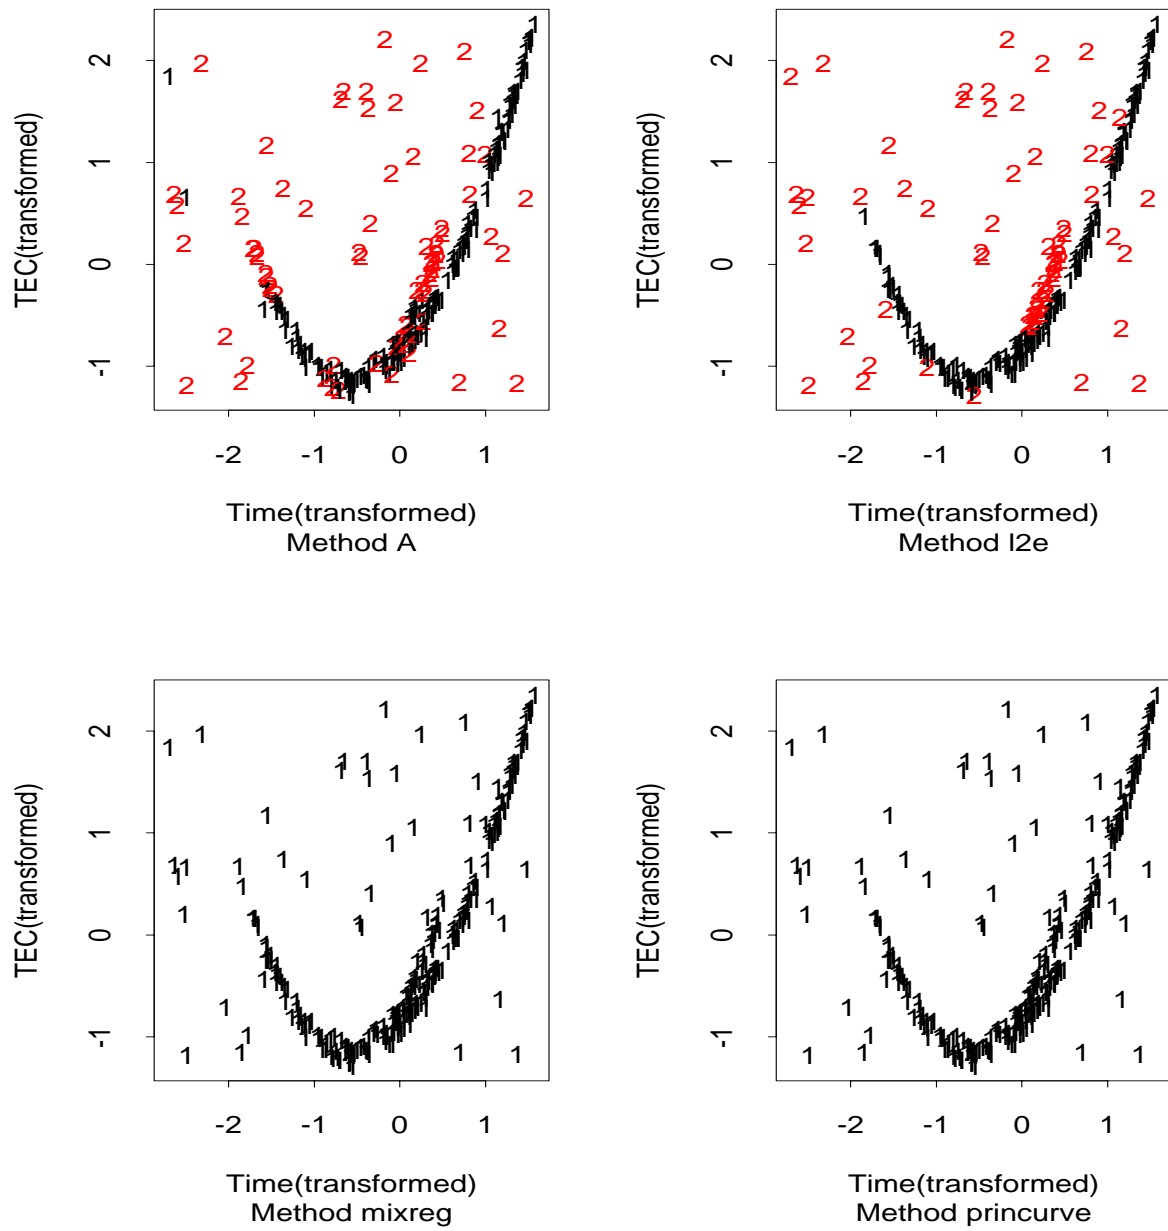 TEC(transformed)
2
1
0
-1
-2 -1 0 1
Time(transformed)
Method A
TEC(transformed)
2
1
0
-1
-2 -1 0 1
Time(transformed)
Method l2e
TEC(transformed)
2
1
0
-1
-2 -1 0 1
Time(transformed)
Method mixreg
TEC(transformed)
2
1
0
-1
-2 -1 0 1
Time(transformed)
Method princurve